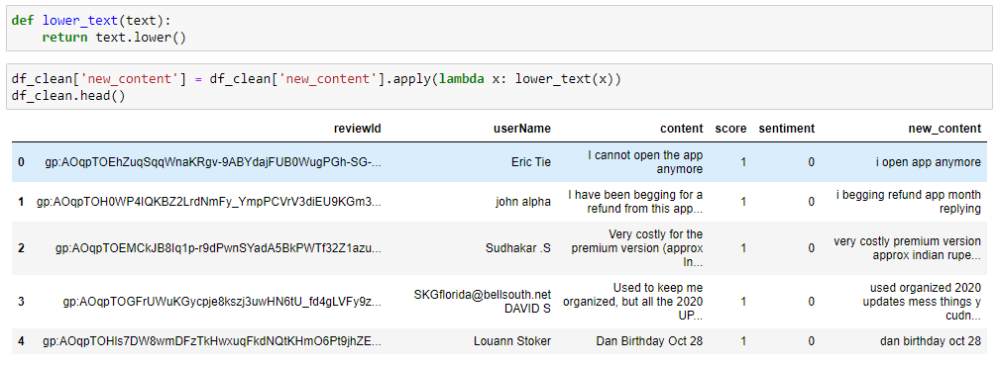 def lower_text(text):
    return text.lower()
df_clean['new_content'] = df_clean['new_content'].apply(lambda x: lower_text(x))
df_clean.head()
reviewId userName content score sentiment new_content
0 gp:AOqpTOEhZuqSqqWnaKRgv-9ABYdajFUB0WugPGh-SG-... Eric Tie I cannot open the app anymore 1 0 i open app anymore
1 gp:AOqpTOH0WP4IQKBZ2LrdNmFy_YmpPCVrV3diEU9KGm3... john alpha I have been begging for a refund from this app... 1 0 i begging refund app month replying
2 gp:AOqpTOEMCkJB8Iq1p-r9dPwnSYadA5BkPWTf32Z1azu... Sudhakar .S Very costly for the premium version (approx In... 1 0 very costly premium version approx indian rupe...
3 gp:AOqpTOGFrUWuKGycpje8kszj3uwHN6tU_fd4gLVFy9z... SKGflorida@bellsouth.net DAVID S Used to keep me organized, but all the 2020 UP... 1 0 used organized 2020 updates mess things y cudn...
4 gp:AOqpTOHls7DW8wmDFzTkHwxuqFkdNQtKHmO6Pt9jhZE... Louann Stoker Dan Birthday Oct 28 1 0 dan birthday oct 28